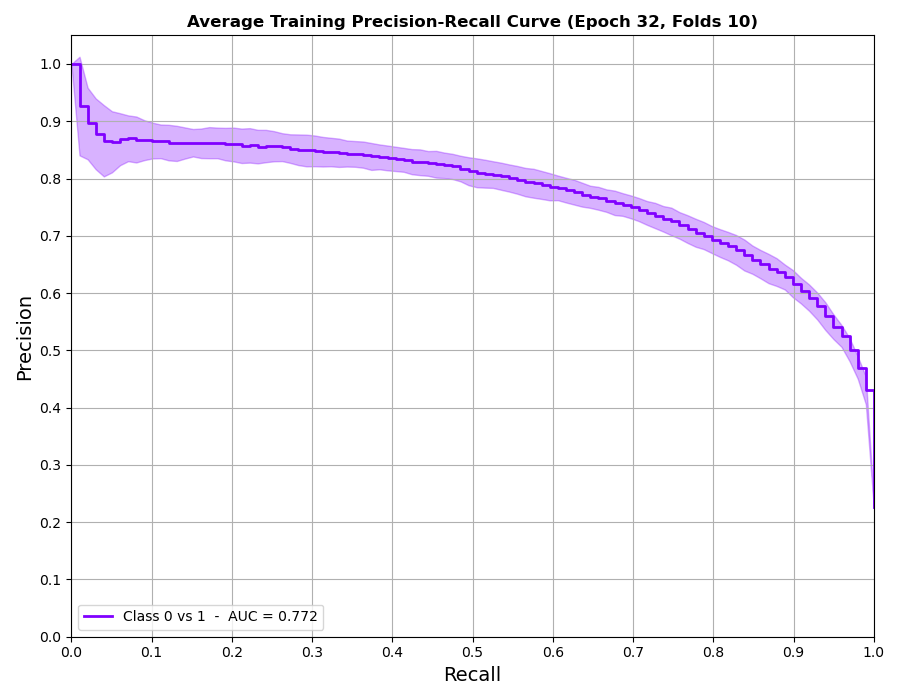 Average Training Precision-Recall Curve (Epoch 32, Folds 10)
Precision
1.0
0.9
0.8
0.7
0.6
0.5
0.4
0.3
0.2
0.1
0.0
Class 0 vs 1 - AUC = 0.772
0.0 0.1 0.2 0.3 0.4 0.5 0.6 0.7 0.8 0.9 1.0
Recall